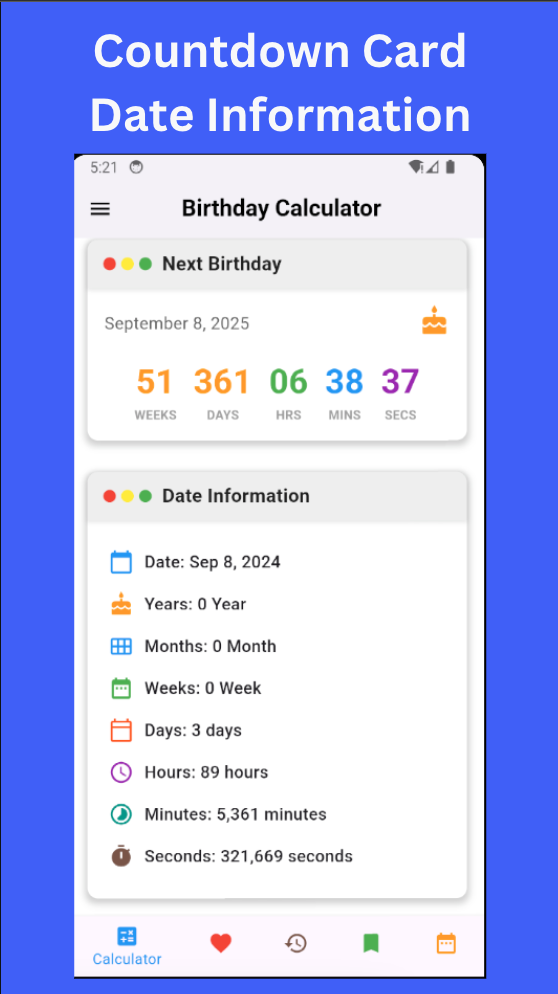 Countdown Card
Date Information
5:21
Birthday Calculator
Next Birthday
September 8, 2025
51 361 06 38 37
WEEKS DAYS HRS MINS SECS
Date Information
Date: Sep 8, 2024
Years: 0 Year
Months: 0 Month
Weeks: 0 Week
Days: 3 days
Hours: 89 hours
Minutes: 5,361 minutes
Seconds: 321,669 seconds
Calculator